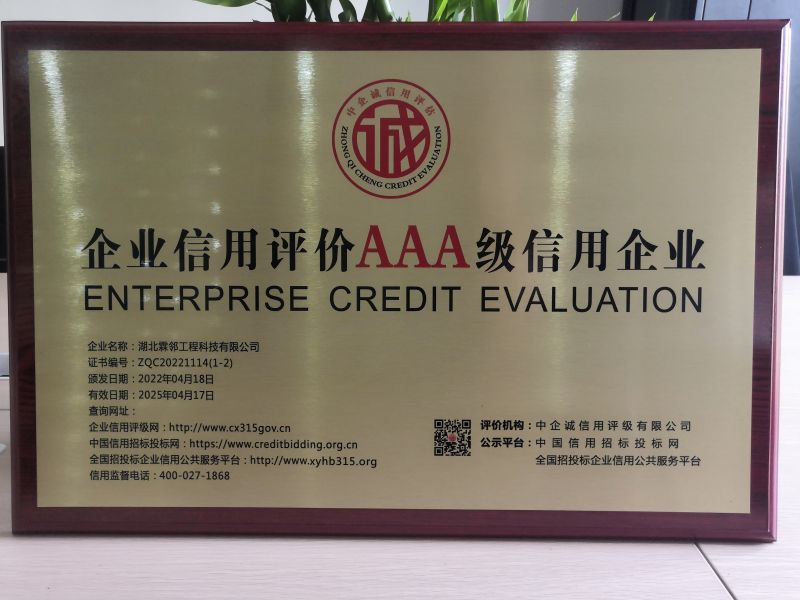 中企诚信用评估
诚
ZHONG QI CHENG CREDIT EVALUATION
企业信用评价AAA级信用企业
ENTERPRISE CREDIT EVALUATION
企业名称：湖北霖邻工程科技有限公司
证书编号：ZQC20221114(1-2)
颁发日期：2022年04月18日
有效日期：2025年04月17日
查询网址：
企业信用评级网：http://www.cx315gov.cn
中国信用招标投标网：https://www.creditbidding.org.cn
全国招投标企业信用公共服务平台：http://www.xyhb315.org
信用监督电话：400-027-1868
评价机构：中企诚信用评级有限公司
公示平台：中国信用招标投标网
全国招投标企业信用公共服务平台